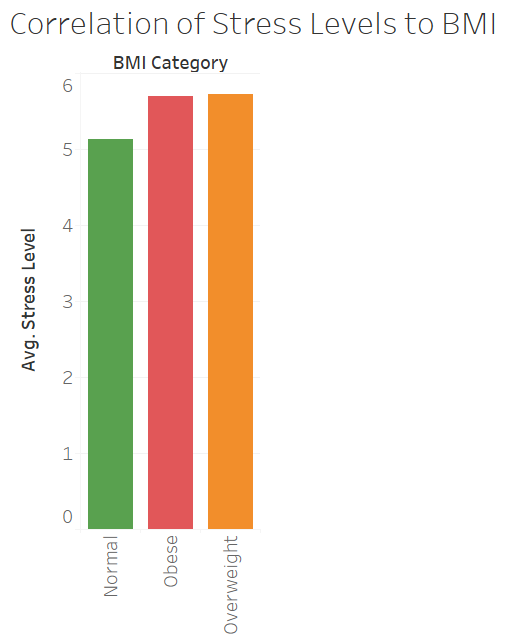 Correlation of Stress Levels to BMI
BMI Category
6
5
4
3
2
1
0
Avg. Stress Level
Normal
Obese
Overweight